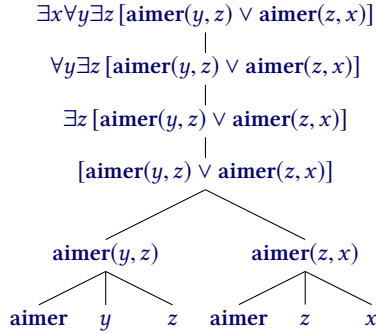 ∃x∀y∃z [aimer(y, z) ∨ aimer(z, x)]
∀y∃z [aimer(y, z) ∨ aimer(z, x)]
∃z [aimer(y, z) ∨ aimer(z, x)]
[aimer(y, z) ∨ aimer(z, x)]
aimer(y, z) aimer(z, x)
aimer y z aimer z x